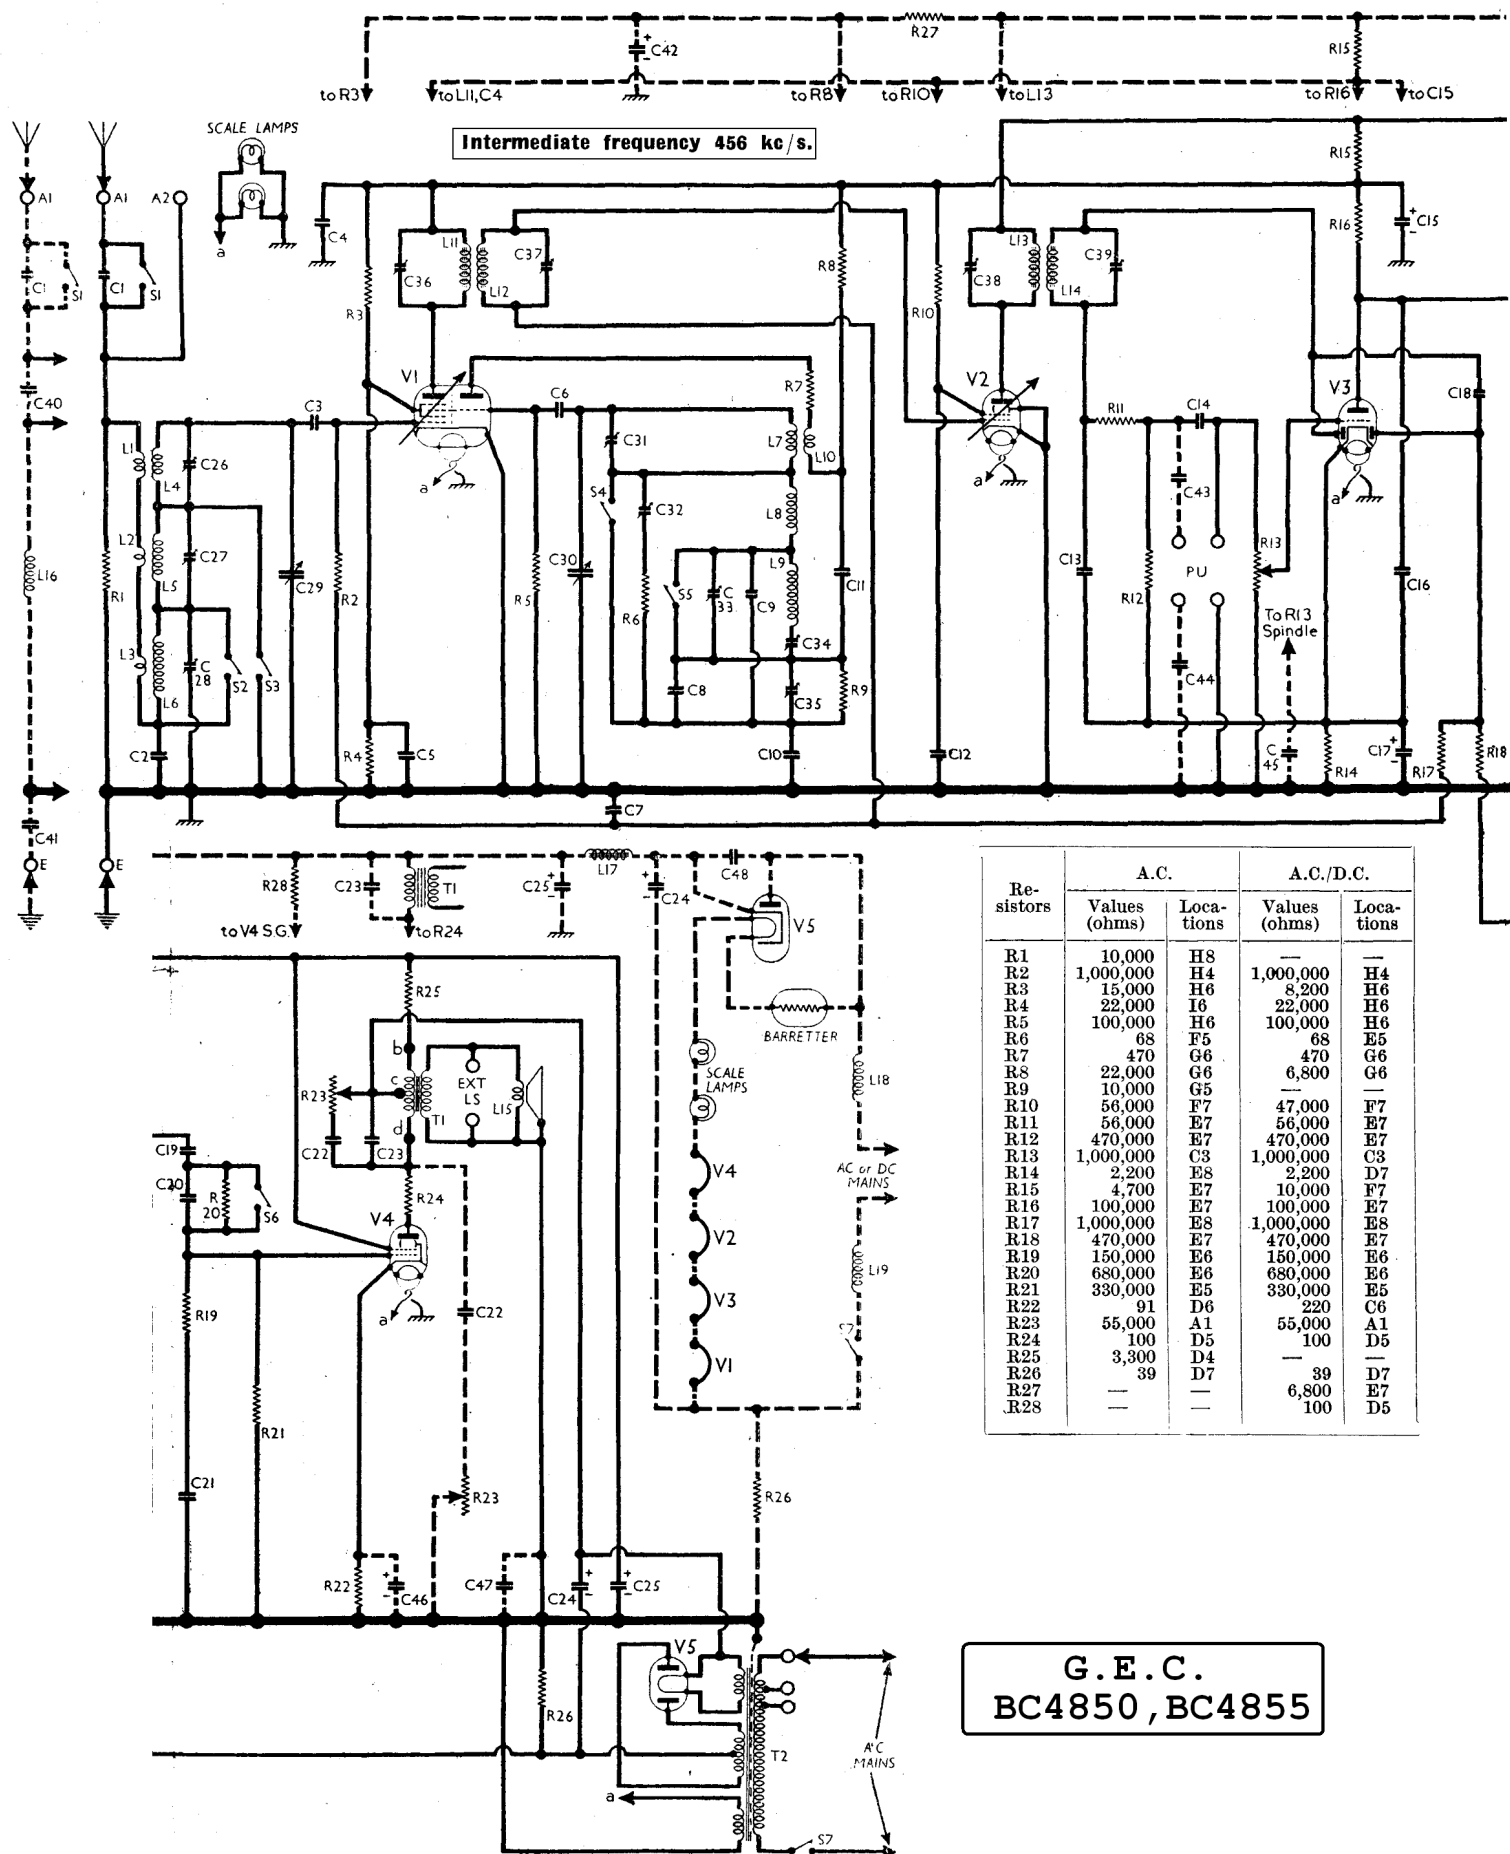 R27
C42
R15
to R3
to L11, C4
to R8
to R10
to L13
to R16
to C15
SCALE LAMPS
Intermediate frequency 456 kc/s.
R15
A1
A1
A2
a
C4
L11
C36
C37
L12
R8
L13
C38
C39
L14
R16
C15
C1
S1
C1
S1
R3
R10
V1
C6
R7
V2
V3
C40
C3
R11
C14
C18
L1
C26
L4
C31
L7
L10
a
S4
C32
a
C43
a
L2
C27
L5
L8
L16
R1
C29
R2
R5
C30
R6
S5
C
33
C9
L9
C11
C13
R12
PU
R13
C16
To R13
Spindle
L3
C
28
S2
S3
L6
C34
C8
C35
R9
C44
C2
R4
C5
C10
C12
C
45
R14
C17
R17
R18
C7
C41
E
E
R28
C23
T1
C25
L17
C24
C48
V5
to V4 S.G.
to R24
R25
BARRETTER
b
R23
c
T1
EXT
LS
L15
SCALE
LAMPS
L18
d
C19
C22
C23
C20
R
20
S6
R24
V4
AC or DC
MAINS
V4
V2
L19
R19
a
C22
V3
S7
V1
R21
C21
R23
R26
R22
C46
C47
C24
C25
V5
R26
T2
A.C
MAINS
a
S7
Re-
sistors
A.C.
A.C./D.C.
Values
(ohms)
Loca-
tions
Values
(ohms)
Loca-
tions
R1 10,000 H8 — —
R2 1,000,000 H4 1,000,000 H4
R3 15,000 H6 8,200 H6
R4 22,000 I6 22,000 H6
R5 100,000 H6 100,000 H6
R6 68 F5 68 E5
R7 470 G6 470 G6
R8 22,000 G6 6,800 G6
R9 10,000 G5 — —
R10 56,000 F7 47,000 F7
R11 56,000 E7 56,000 E7
R12 470,000 E7 470,000 E7
R13 1,000,000 C3 1,000,000 C3
R14 2,200 E8 2,200 D7
R15 4,700 E7 10,000 F7
R16 100,000 E7 100,000 E7
R17 1,000,000 E8 1,000,000 E8
R18 470,000 E7 470,000 E7
R19 150,000 E6 150,000 E6
R20 680,000 E6 680,000 E6
R21 330,000 E5 330,000 E5
R22 91 D6 220 C6
R23 55,000 A1 55,000 A1
R24 100 D5 100 D5
R25 3,300 D4 — —
R26 39 D7 39 D7
R27 — — 6,800 E7
R28 — — 100 D5
G.E.C.
BC4850, BC4855